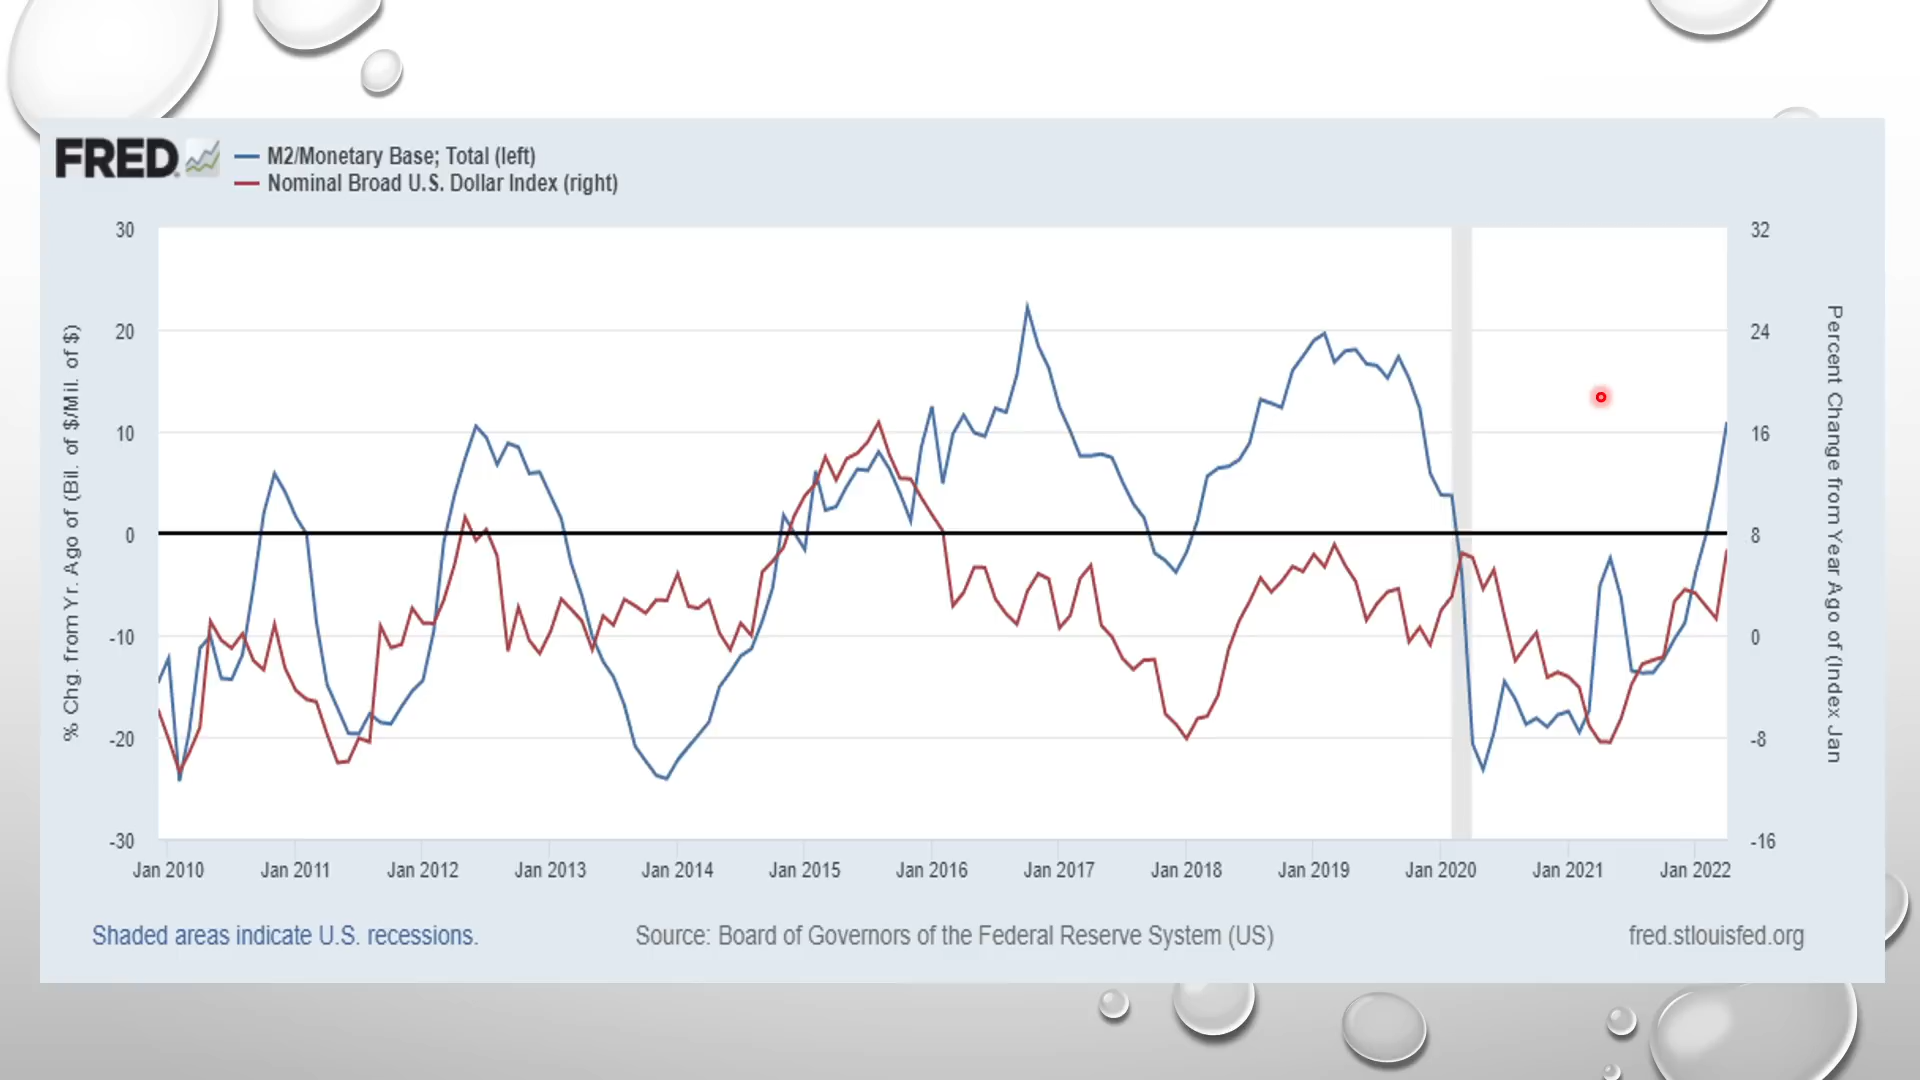 FRED
M2/Monetary Base; Total (left)
Nominal Broad U.S. Dollar Index (right)
30
20
10
0
-10
-20
-30
% Chg. from Yr. Ago of (Bil. of $/Mil. of $)
32
24
16
8
0
-8
-16
Percent Change from Year Ago of (Index Jan
Jan 2010 Jan 2011 Jan 2012 Jan 2013 Jan 2014 Jan 2015 Jan 2016 Jan 2017 Jan 2018 Jan 2019 Jan 2020 Jan 2021 Jan 2022
Shaded areas indicate U.S. recessions.
Source: Board of Governors of the Federal Reserve System (US)
fred.stlouisfed.org